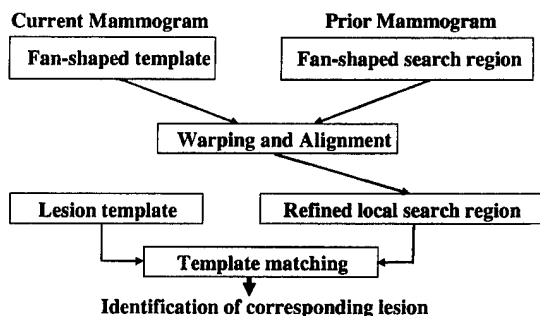 Current Mammogram
Prior Mammogram
Fan-shaped template
Fan-shaped search region
Warping and Alignment
Lesion template
Refined local search region
Template matching
Identification of corresponding lesion